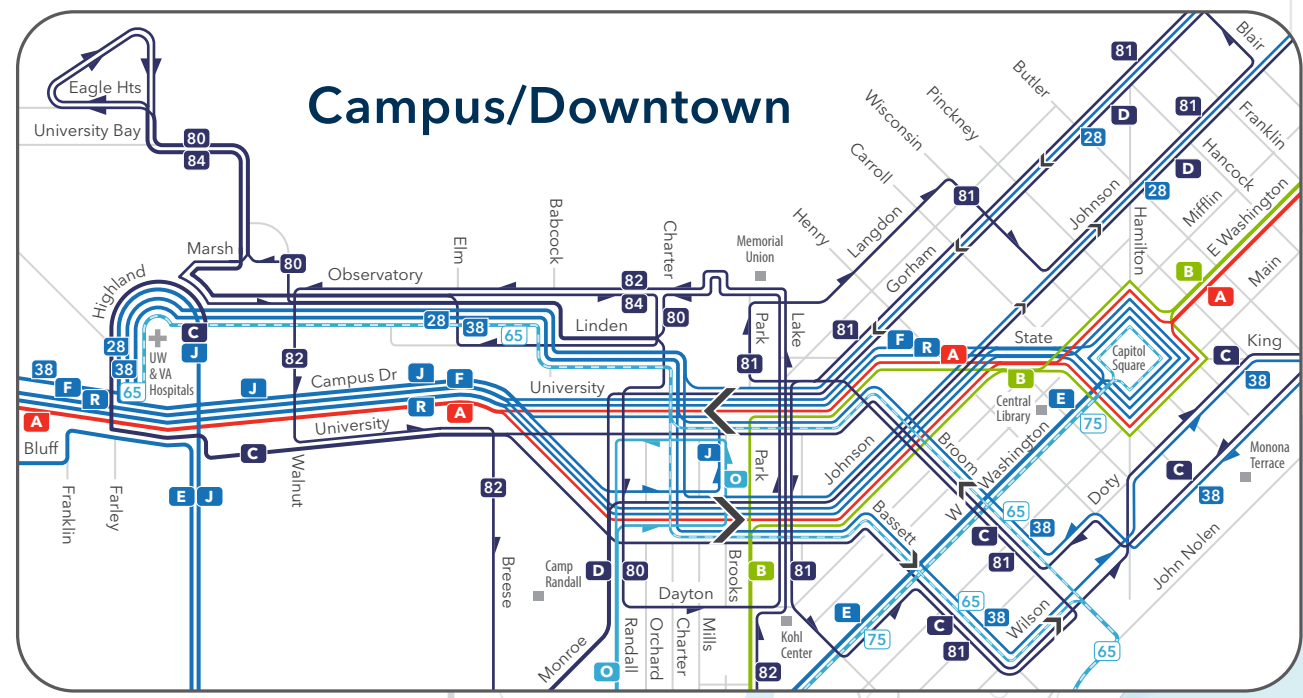 Campus/Downtown
Eagle Hts
University Bay
80
84
Marsh
80
Observatory
Highland
Elm
Babcock
Charter
82
84
80
Memorial
Union
Henry
Langdon
Carroll
Wisconsin
Pinckney
Butler
81
81
D
28
81
D
28
Blair
Franklin
Hancock
Mifflin
E Washington
Main
Johnson
Hamilton
Gorham
B
A
C
King
38
Linden
28
38
65
C
J
28
38
65
UW
& VA
Hospitals
82
Park
Lake
81
81
F
R
A
State
B
Capitol
Square
Central
Library
E
75
38
F
R
A
Bluff
J
Campus Dr
J
F
R
A
University
University
C
Walnut
82
Breese
E
J
Franklin
Farley
J
O
Park
Johnson
Broom
W Washington
Bassett
65
38
C
81
Doty
C
38
Monona
Terrace
John Nolen
Camp
Randall
D
80
Brooks
B
81
Dayton
Randall
Orchard
Charter
Mills
Monroe
O
Kohl
Center
82
E
75
65
38
C
81
Wilson
65